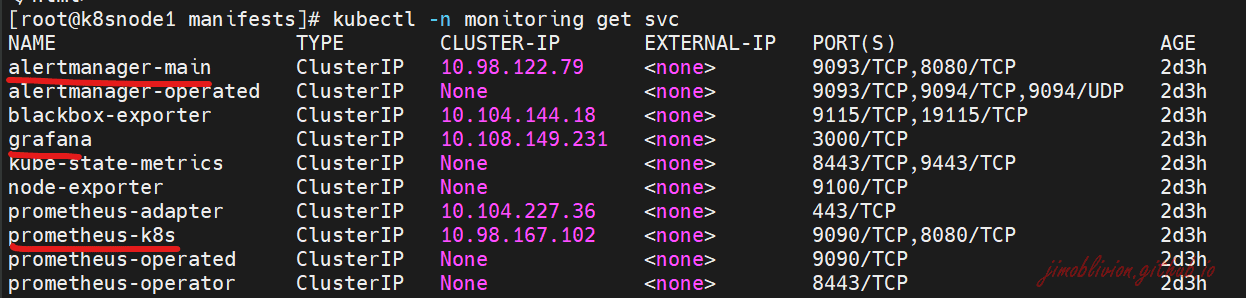 [root@k8snode1 manifests]# kubectl -n monitoring get svc
NAME TYPE CLUSTER-IP EXTERNAL-IP PORT(S) AGE
alertmanager-main ClusterIP 10.98.122.79 <none> 9093/TCP,8080/TCP 2d3h
alertmanager-operated ClusterIP None <none> 9093/TCP,9094/TCP,9094/UDP 2d3h
blackbox-exporter ClusterIP 10.104.144.18 <none> 9115/TCP,19115/TCP 2d3h
grafana ClusterIP 10.108.149.231 <none> 3000/TCP 2d3h
kube-state-metrics ClusterIP None <none> 8443/TCP,9443/TCP 2d3h
node-exporter ClusterIP None <none> 9100/TCP 2d3h
prometheus-adapter ClusterIP 10.104.227.36 <none> 443/TCP 2d3h
prometheus-k8s ClusterIP 10.98.167.102 <none> 9090/TCP,8080/TCP 2d3h
prometheus-operated ClusterIP None <none> 9090/TCP 2d3h
prometheus-operator ClusterIP None <none> 8443/TCP 2d3h
jimoblivion.github.io